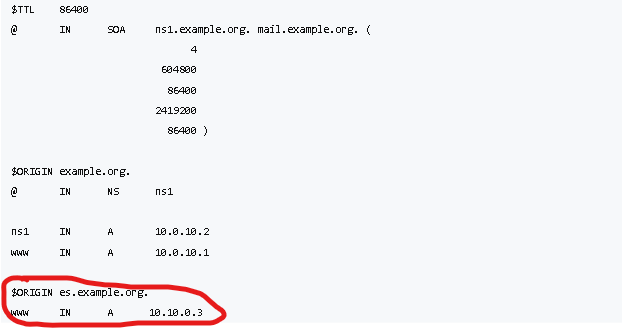 $TTL 86400
@ IN SOA ns1.example.org. mail.example.org. (
4
604800
86400
2419200
86400 )
$ORIGIN example.org.
@ IN NS ns1
ns1 IN A 10.0.10.2
www IN A 10.0.10.1
$ORIGIN es.example.org.
www IN A 10.10.0.3